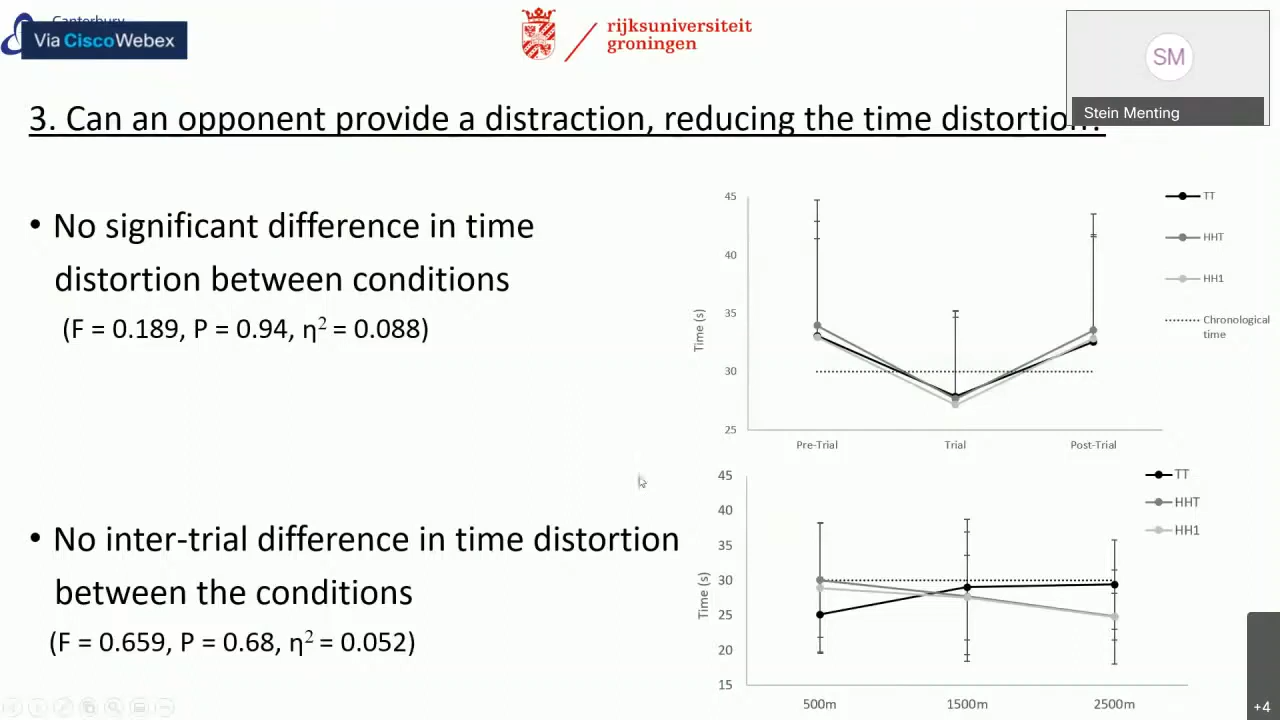 Canterbury
Via CiscoWebex
rijksuniversiteit
groningen
SM
Stein Menting
3. Can an opponent provide a distraction, reducing the time distortion?
• No significant difference in time
distortion between conditions
(F = 0.189, P = 0.94, η² = 0.088)
45
40
35
30
25
Time (s)
Pre-Trial
Trial
Post-Trial
TT
HHT
HH1
Chronological
time
• No inter-trial difference in time distortion
between the conditions
(F = 0.659, P = 0.68, η² = 0.052)
45
40
35
30
25
20
15
Time (s)
500m
1500m
2500m
TT
HHT
HH1
+4